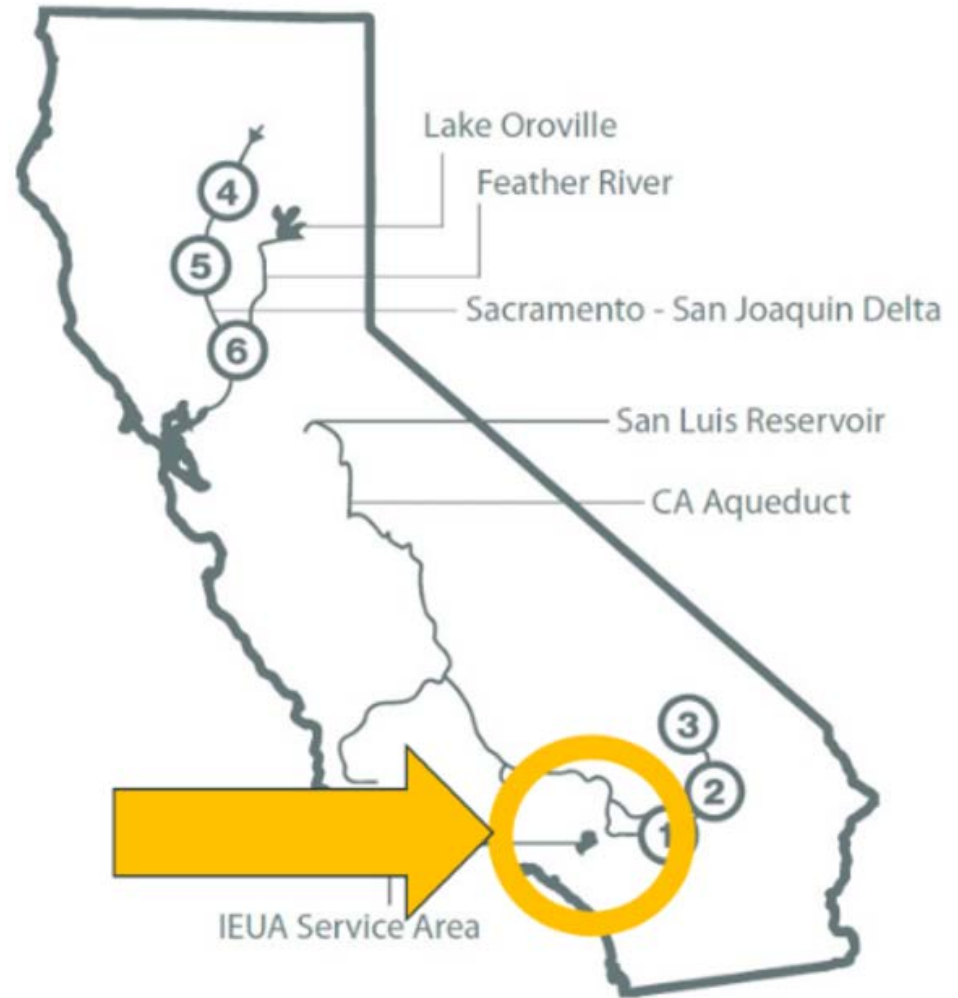 Lake Oroville
4
Feather River
5
Sacramento - San Joaquin Delta
6
San Luis Reservoir
CA Aqueduct
3
2
1
IEUA Service Area